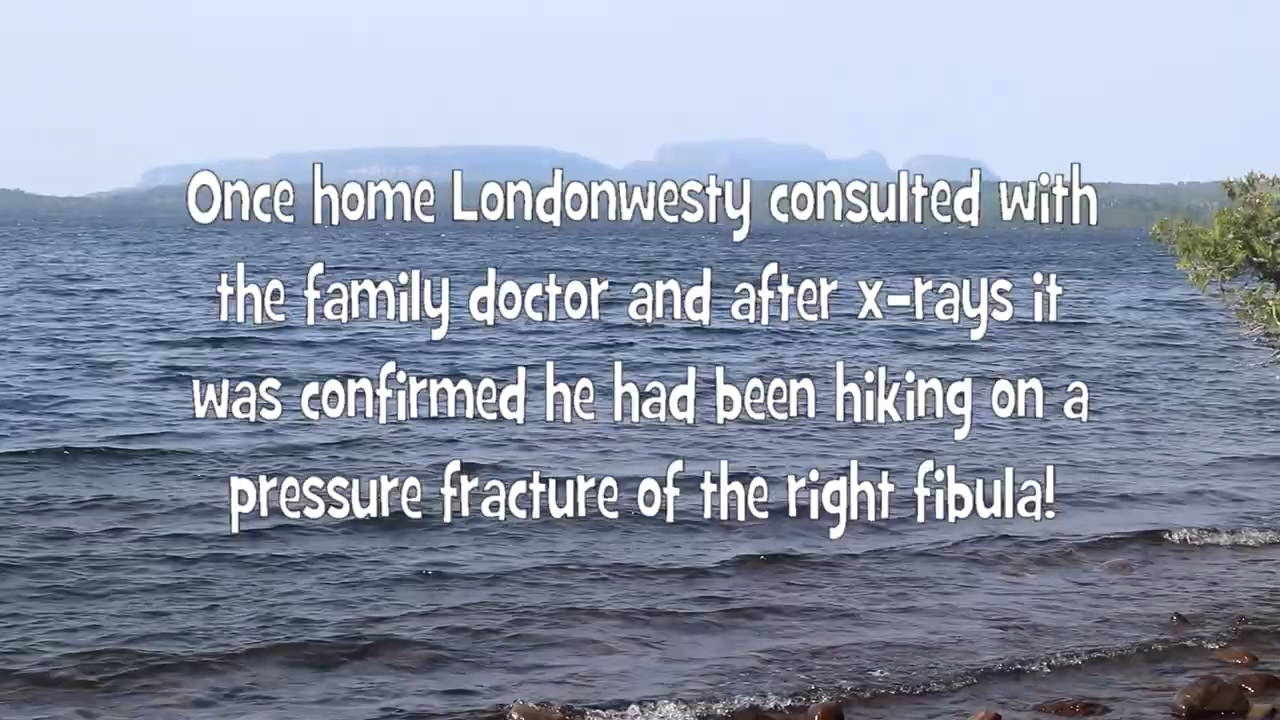 Once home Londonwesty consulted with
the family doctor and after x-rays it
was confirmed he had been hiking on a
pressure fracture of the right fibula!